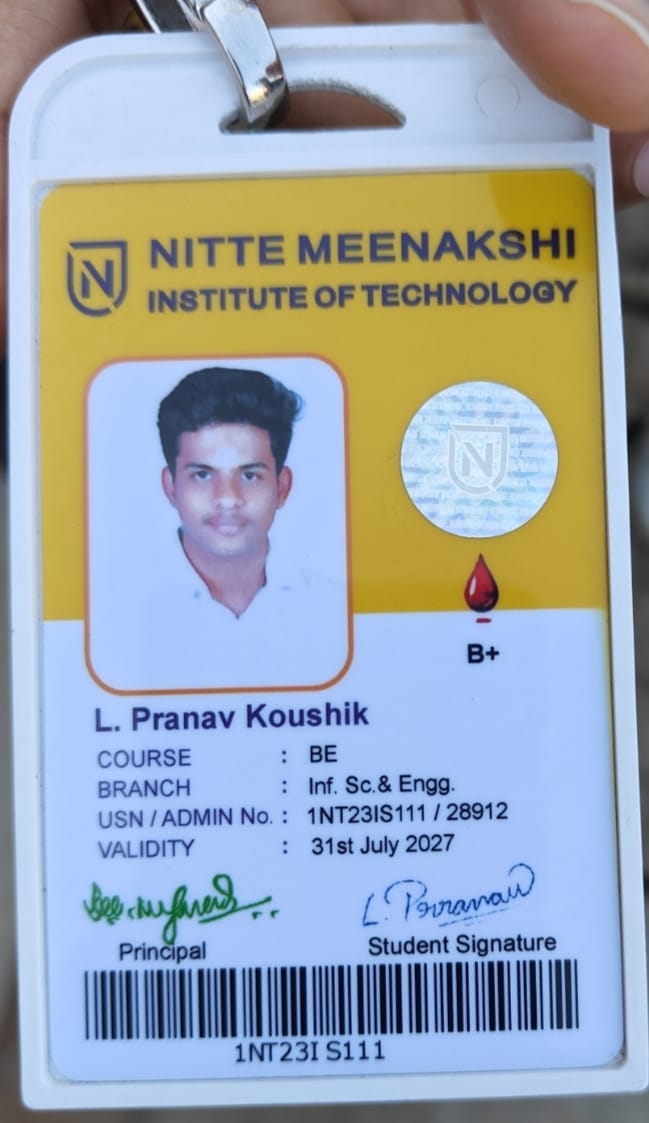 NITTE MEENAKSHI
INSTITUTE OF TECHNOLOGY
N
N
B+
L. Pranav Koushik
COURSE : BE
BRANCH : Inf. Sc.& Engg.
USN / ADMIN No. : 1NT23IS111 / 28912
VALIDITY : 31st July 2027
L. Pranav
Principal
Student Signature
1NT23I S111